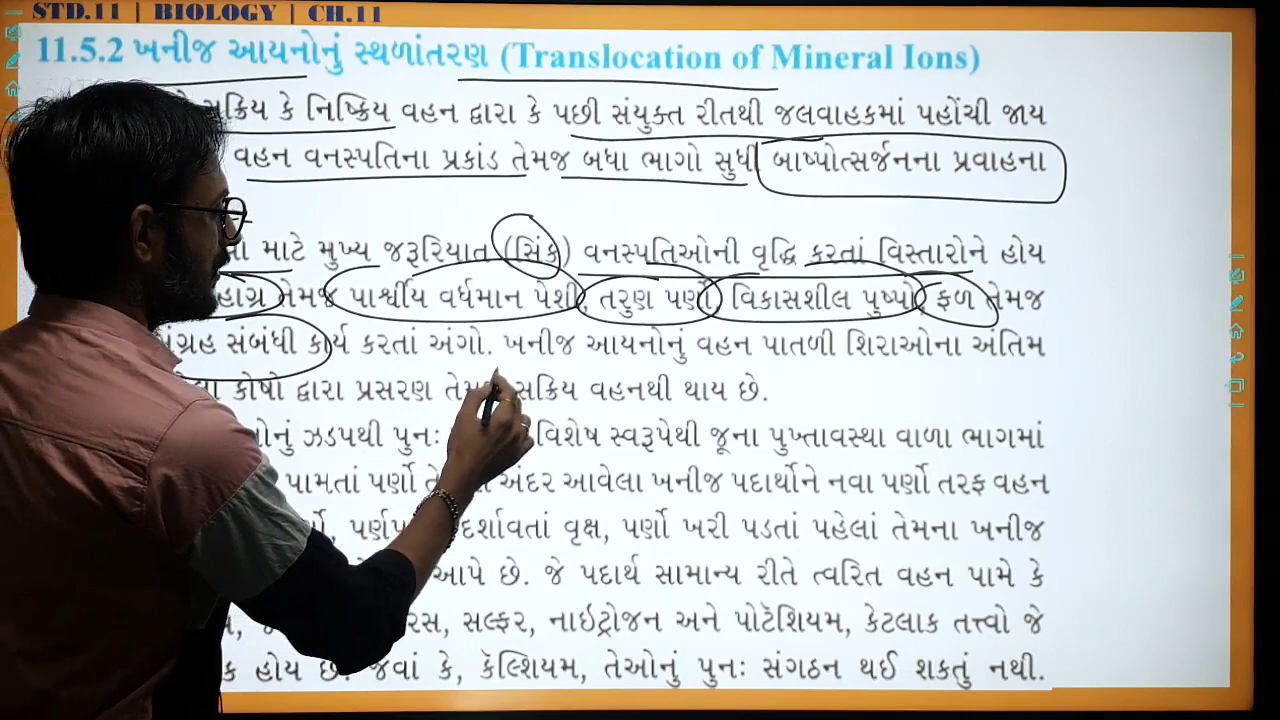 STD.11 | BIOLOGY | CH.11
11.5.2 ખનીજ આયનોનું સ્થળાંતરણ (Translocation of Mineral Ions)
સક્રિય કે નિષ્ક્રિય વહન દ્વારા કે પછી સંયુક્ત રીતથી જલવાહકમાં પહોંચી જાય
વહન વનસ્પતિના પ્રકાંડ તેમજ બધા ભાગો સુધી બાષ્પોત્સર્જનના પ્રવાહના
માટે મુખ્ય જરૂરિયાત (સિંક) વનસ્પતિઓની વૃદ્ધિ કરતાં વિસ્તારોને હોય
તેમજ પાર્શ્વીય વર્ધમાન પેશી, તરુણ પર્ણો, વિકાસશીલ પુષ્પો, ફળ તેમજ
સંબંધી કાર્ય કરતાં અંગો. ખનીજ આયનોનું વહન પાતળી શિરાઓના અંતિમ
કોષો દ્વારા પ્રસરણ સક્રિય વહનથી થાય છે.
ઝડપથી પુનઃ વિશેષ સ્વરૂપેથી જૂના પુખ્તાવસ્થા વાળા ભાગમાં
પામતાં પર્ણો અંદર આવેલા ખનીજ પદાર્થોને નવા પર્ણો તરફ વહન
દર્શાવતાં વૃક્ષ, પર્ણો ખરી પડતાં પહેલાં તેમના ખનીજ
આપે છે. જે પદાર્થ સામાન્ય રીતે ત્વરિત વહન પામે કે
સલ્ફર, નાઇટ્રોજન અને પોટૅશિયમ, કેટલાક તત્ત્વો જે
હોય છે. જેવાં કે, કૅલ્શિયમ, તેઓનું પુનઃ સંગઠન થઈ શકતું નથી.